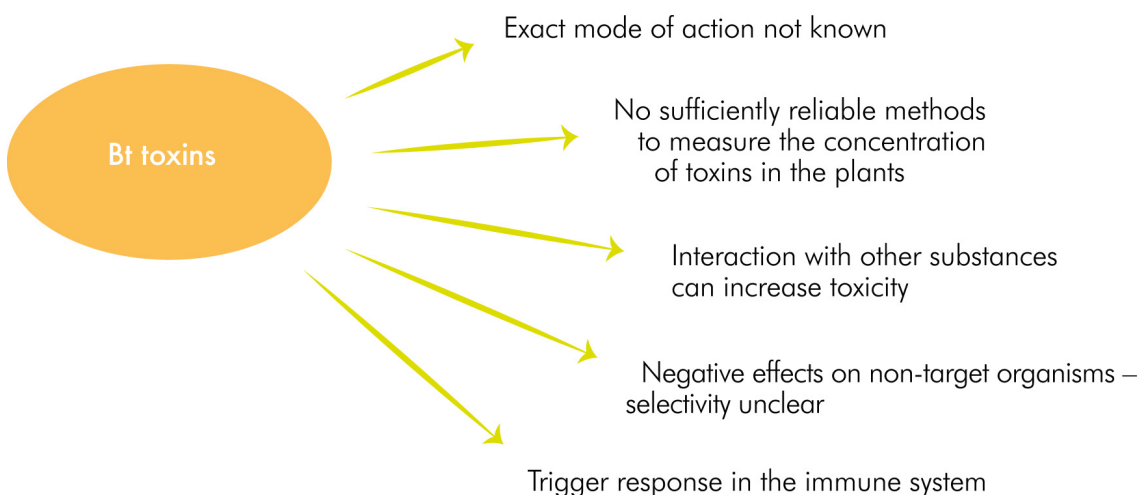 Bt toxins
Exact mode of action not known
No sufficiently reliable methods
to measure the concentration
of toxins in the plants
Interaction with other substances
can increase toxicity
Negative effects on non-target organisms –
selectivity unclear
Trigger response in the immune system